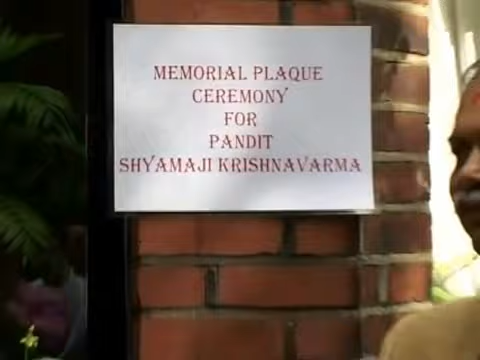 MEMORIAL PLAQUE
CEREMONY
FOR
PANDIT
SHYAMAJI KRISHNAVARMA